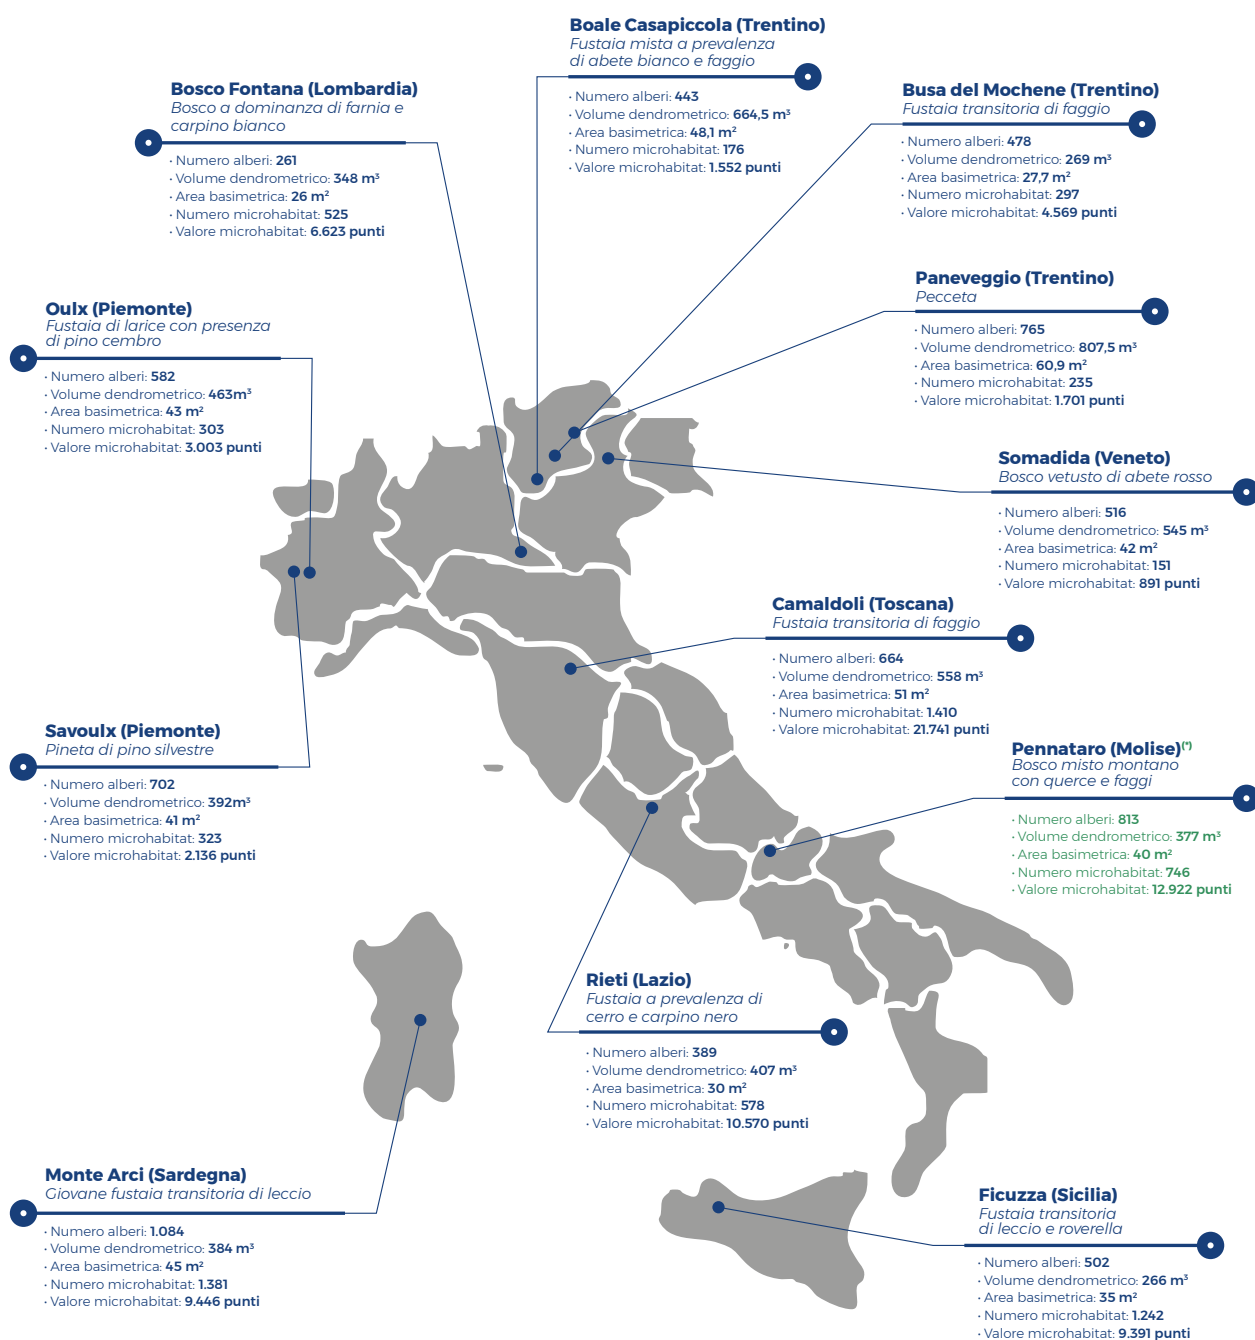 Boale Casapiccola (Trentino)
Fustaia mista a prevalenza
di abete bianco e faggio
· Numero alberi: 443
· Volume dendrometrico: 664,5 m³
· Area basimetrica: 48,1 m²
· Numero microhabitat: 176
· Valore microhabitat: 1.552 punti
Bosco Fontana (Lombardia)
Bosco a dominanza di farnia e
carpino bianco
· Numero alberi: 261
· Volume dendrometrico: 348 m³
· Area basimetrica: 26 m²
· Numero microhabitat: 525
· Valore microhabitat: 6.623 punti
Busa del Mochene (Trentino)
Fustaia transitoria di faggio
· Numero alberi: 478
· Volume dendrometrico: 269 m³
· Area basimetrica: 27,7 m²
· Numero microhabitat: 297
· Valore microhabitat: 4.569 punti
Paneveggio (Trentino)
Pecceta
· Numero alberi: 765
· Volume dendrometrico: 807,5 m³
· Area basimetrica: 60,9 m²
· Numero microhabitat: 235
· Valore microhabitat: 1.701 punti
Oulx (Piemonte)
Fustaia di larice con presenza
di pino cembro
· Numero alberi: 582
· Volume dendrometrico: 463m³
· Area basimetrica: 43 m²
· Numero microhabitat: 303
· Valore microhabitat: 3.003 punti
Somadida (Veneto)
Bosco vetusto di abete rosso
· Numero alberi: 516
· Volume dendrometrico: 545 m³
· Area basimetrica: 42 m²
· Numero microhabitat: 151
· Valore microhabitat: 891 punti
Camaldoli (Toscana)
Fustaia transitoria di faggio
· Numero alberi: 664
· Volume dendrometrico: 558 m³
· Area basimetrica: 51 m²
· Numero microhabitat: 1.410
· Valore microhabitat: 21.741 punti
Savoulx (Piemonte)
Pineta di pino silvestre
· Numero alberi: 702
· Volume dendrometrico: 392m³
· Area basimetrica: 41 m²
· Numero microhabitat: 323
· Valore microhabitat: 2.136 punti
Pennataro (Molise)(*)
Bosco misto montano
con querce e faggi
· Numero alberi: 813
· Volume dendrometrico: 377 m³
· Area basimetrica: 40 m²
· Numero microhabitat: 746
· Valore microhabitat: 12.922 punti
Rieti (Lazio)
Fustaia a prevalenza di
cerro e carpino nero
· Numero alberi: 389
· Volume dendrometrico: 407 m³
· Area basimetrica: 30 m²
· Numero microhabitat: 578
· Valore microhabitat: 10.570 punti
Monte Arci (Sardegna)
Giovane fustaia transitoria di leccio
· Numero alberi: 1.084
· Volume dendrometrico: 384 m³
· Area basimetrica: 45 m²
· Numero microhabitat: 1.381
· Valore microhabitat: 9.446 punti
Ficuzza (Sicilia)
Fustaia transitoria
di leccio e roverella
· Numero alberi: 502
· Volume dendrometrico: 266 m³
· Area basimetrica: 35 m²
· Numero microhabitat: 1.242
· Valore microhabitat: 9.391 punti